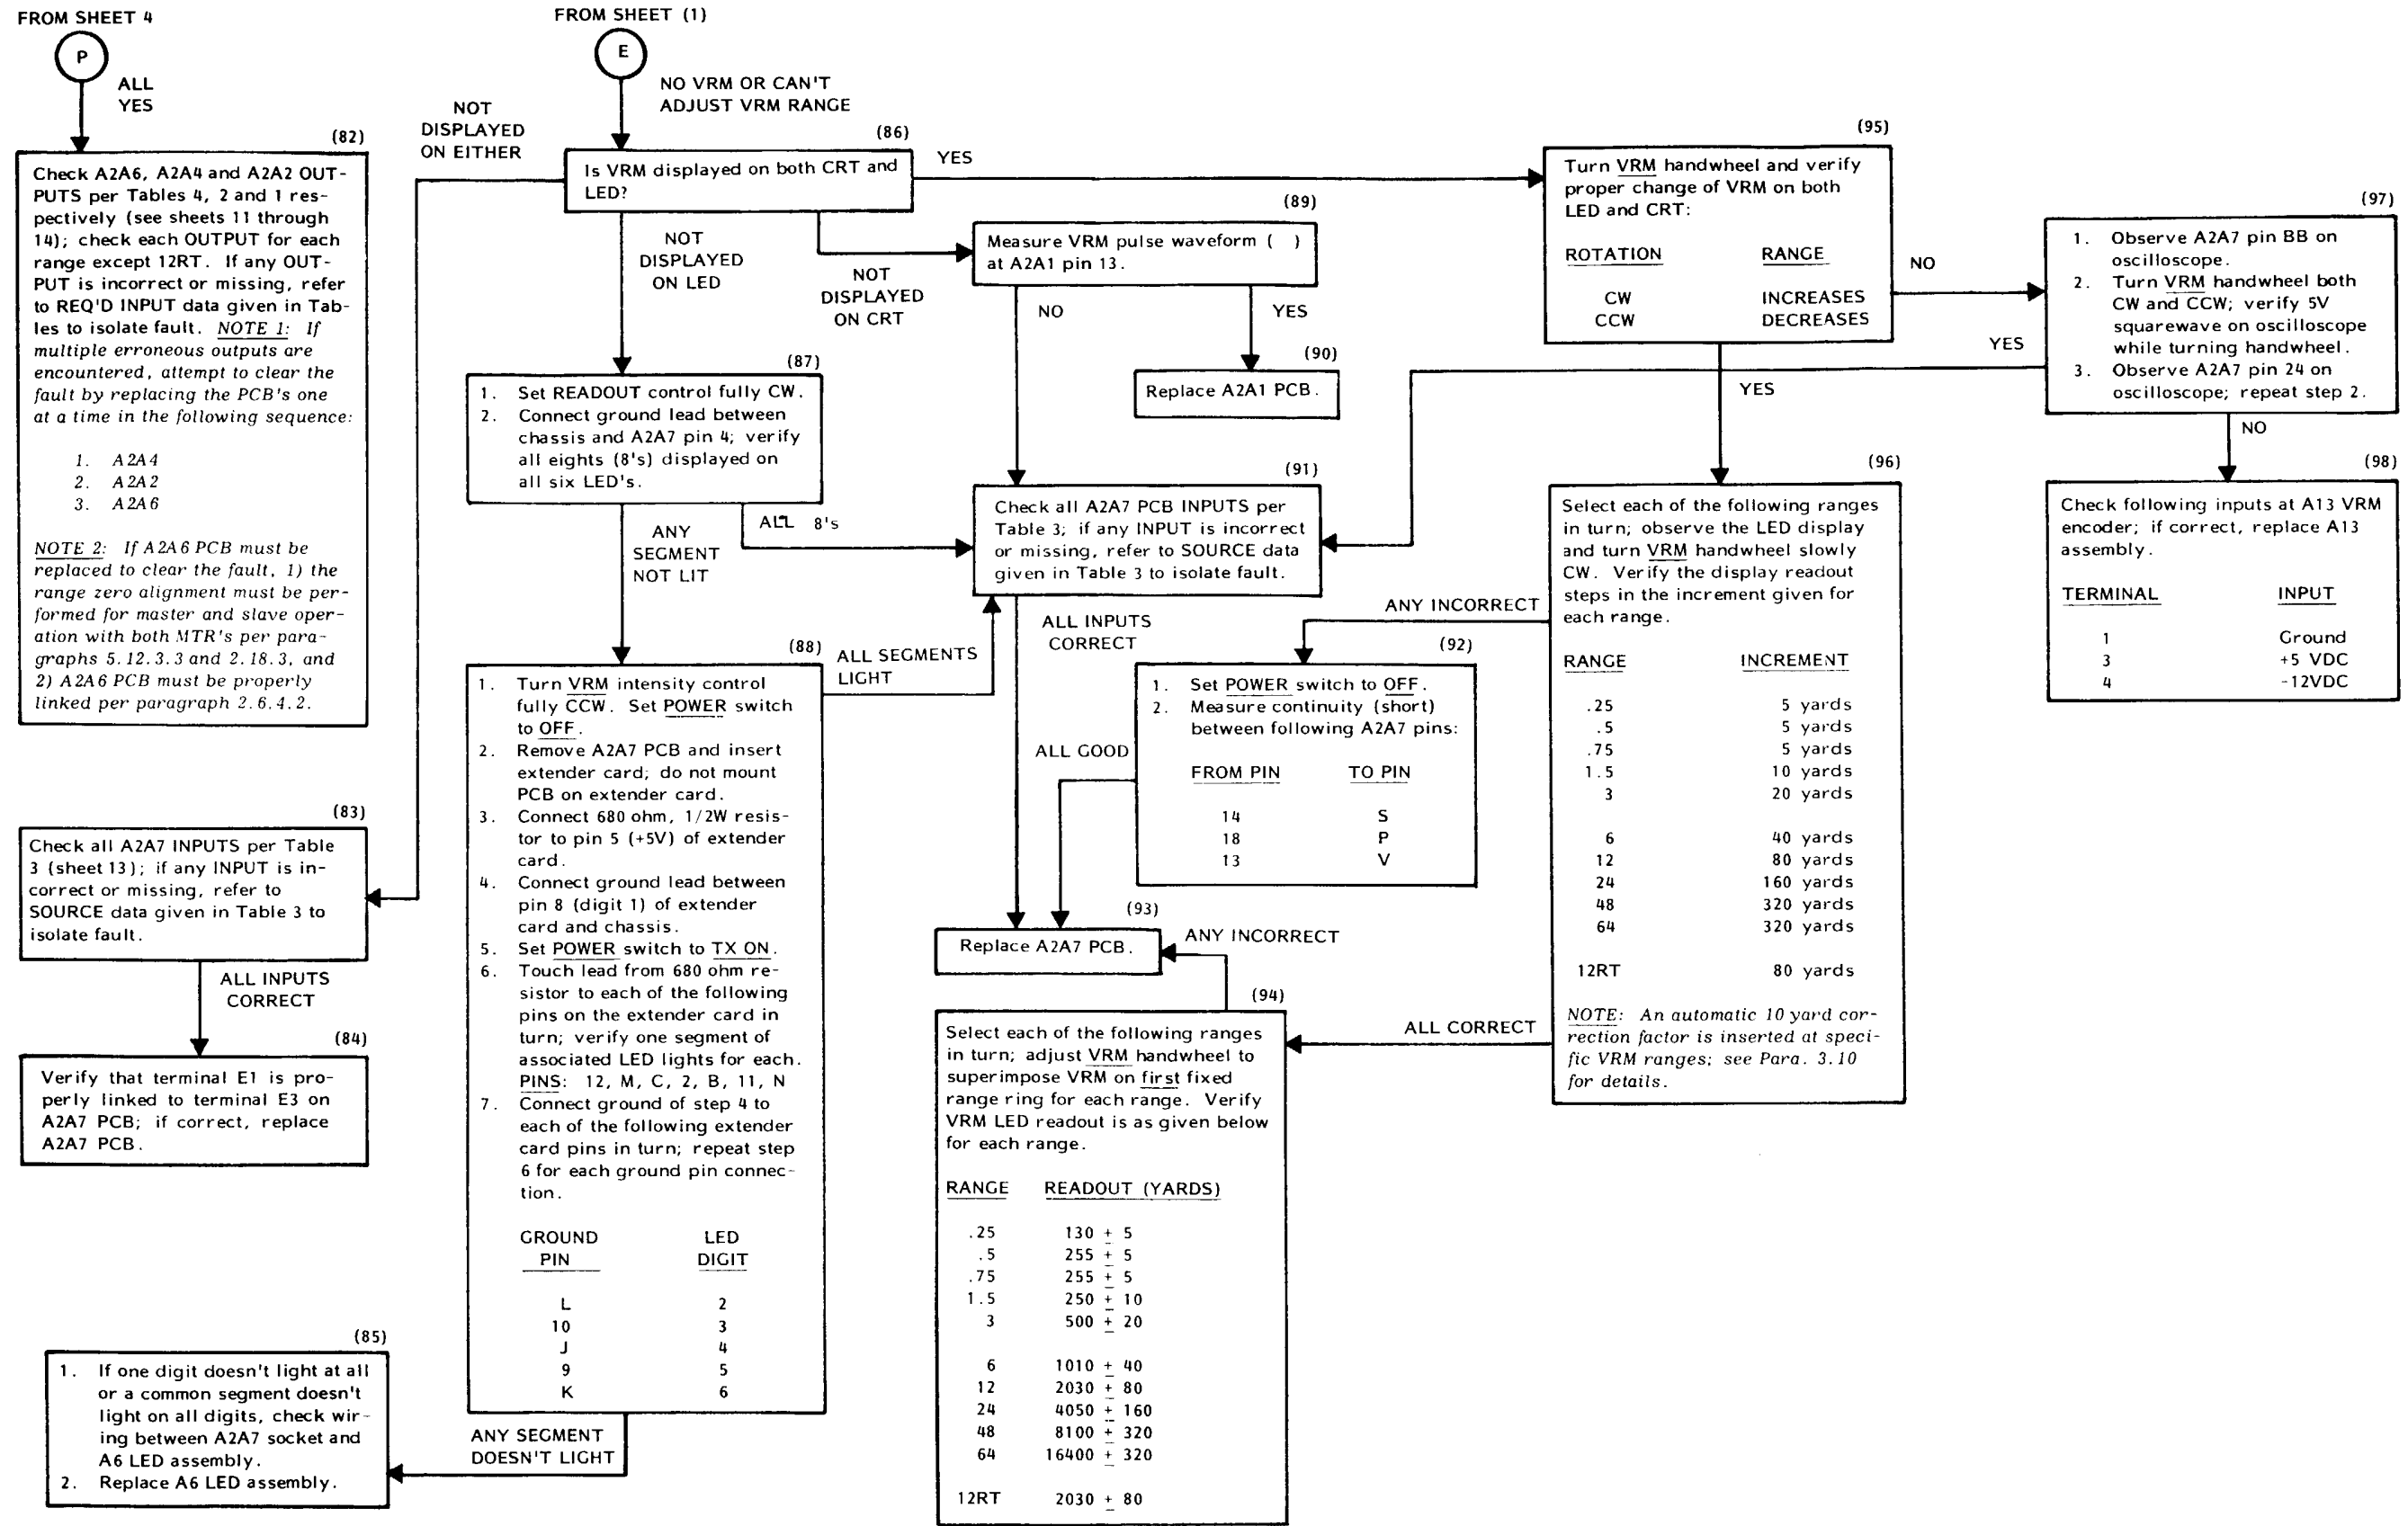 FROM SHEET 4
P
ALL
YES
(82)
Check A2A6, A2A4 and A2A2 OUT-
PUTS per Tables 4, 2 and 1 res-
pectively (see sheets 11 through
14); check each OUTPUT for each
range except 12RT. If any OUT-
PUT is incorrect or missing, refer
to REQ'D INPUT data given in Tab-
les to isolate fault. NOTE 1: If
multiple erroneous outputs are
encountered, attempt to clear the
fault by replacing the PCB's one
at a time in the following sequence:
1. A2A4
2. A2A2
3. A2A6
NOTE 2: If A2A6 PCB must be
replaced to clear the fault, 1) the
range zero alignment must be per-
formed for master and slave oper-
ation with both MTR's per para-
graphs 5.12.3.3 and 2.18.3, and
2) A2A6 PCB must be properly
linked per paragraph 2.6.4.2.
(83)
Check all A2A7 INPUTS per Table
3 (sheet 13); if any INPUT is in-
correct or missing, refer to
SOURCE data given in Table 3 to
isolate fault.
ALL INPUTS
CORRECT
(84)
Verify that terminal E1 is pro-
perly linked to terminal E3 on
A2A7 PCB; if correct, replace
A2A7 PCB.
(85)
1. If one digit doesn't light at all
or a common segment doesn't
light on all digits, check wir-
ing between A2A7 socket and
A6 LED assembly.
2. Replace A6 LED assembly.
FROM SHEET (1)
E
NO VRM OR CAN'T
ADJUST VRM RANGE
NOT
DISPLAYED
ON EITHER
(86)
Is VRM displayed on both CRT and
LED?
YES
NOT
DISPLAYED
ON LED
NOT
DISPLAYED
ON CRT
(87)
1. Set READOUT control fully CW.
2. Connect ground lead between
chassis and A2A7 pin 4; verify
all eights (8's) displayed on
all six LED's.
ANY
SEGMENT
NOT LIT
ALL 8's
(88)
1. Turn VRM intensity control
fully CCW. Set POWER switch
to OFF.
2. Remove A2A7 PCB and insert
extender card; do not mount
PCB on extender card.
3. Connect 680 ohm, 1/2W resis-
tor to pin 5 (+5V) of extender
card.
4. Connect ground lead between
pin 8 (digit 1) of extender
card and chassis.
5. Set POWER switch to TX ON.
6. Touch lead from 680 ohm re-
sistor to each of the following
pins on the extender card in
turn; verify one segment of
associated LED lights for each.
PINS: 12, M, C, 2, B, 11, N
7. Connect ground of step 4 to
each of the following extender
card pins in turn; repeat step
6 for each ground pin connec-
tion.
GROUND LED
PIN DIGIT
L 2
10 3
J 4
9 5
K 6
ALL SEGMENTS
LIGHT
ANY SEGMENT
DOESN'T LIGHT
(89)
Measure VRM pulse waveform ( )
at A2A1 pin 13.
NO
YES
(90)
Replace A2A1 PCB.
(91)
Check all A2A7 PCB INPUTS per
Table 3; if any INPUT is incorrect
or missing, refer to SOURCE data
given in Table 3 to isolate fault.
ALL INPUTS
CORRECT
(92)
1. Set POWER switch to OFF.
2. Measure continuity (short)
between following A2A7 pins:
FROM PIN TO PIN
14 S
18 P
13 V
ALL GOOD
(93)
Replace A2A7 PCB.
ANY INCORRECT
(94)
Select each of the following ranges
in turn; adjust VRM handwheel to
superimpose VRM on first fixed
range ring for each range. Verify
VRM LED readout is as given below
for each range.
RANGE READOUT (YARDS)
.25 130 ± 5
.5 255 ± 5
.75 255 ± 5
1.5 250 ± 10
3 500 ± 20
6 1010 ± 40
12 2030 ± 80
24 4050 ± 160
48 8100 ± 320
64 16400 ± 320
12RT 2030 ± 80
(95)
Turn VRM handwheel and verify
proper change of VRM on both
LED and CRT:
ROTATION RANGE
CW INCREASES
CCW DECREASES
NO
YES
(96)
Select each of the following ranges
in turn; observe the LED display
and turn VRM handwheel slowly
CW. Verify the display readout
steps in the increment given for
each range.
RANGE INCREMENT
.25 5 yards
.5 5 yards
.75 5 yards
1.5 10 yards
3 20 yards
6 40 yards
12 80 yards
24 160 yards
48 320 yards
64 320 yards
12RT 80 yards
NOTE: An automatic 10 yard cor-
rection factor is inserted at speci-
fic VRM ranges; see Para. 3.10
for details.
ANY INCORRECT
ALL CORRECT
(97)
1. Observe A2A7 pin BB on
oscilloscope.
2. Turn VRM handwheel both
CW and CCW; verify 5V
squarewave on oscilloscope
while turning handwheel.
3. Observe A2A7 pin 24 on
oscilloscope; repeat step 2.
YES
NO
(98)
Check following inputs at A13 VRM
encoder; if correct, replace A13
assembly.
TERMINAL INPUT
1 Ground
3 +5 VDC
4 -12VDC